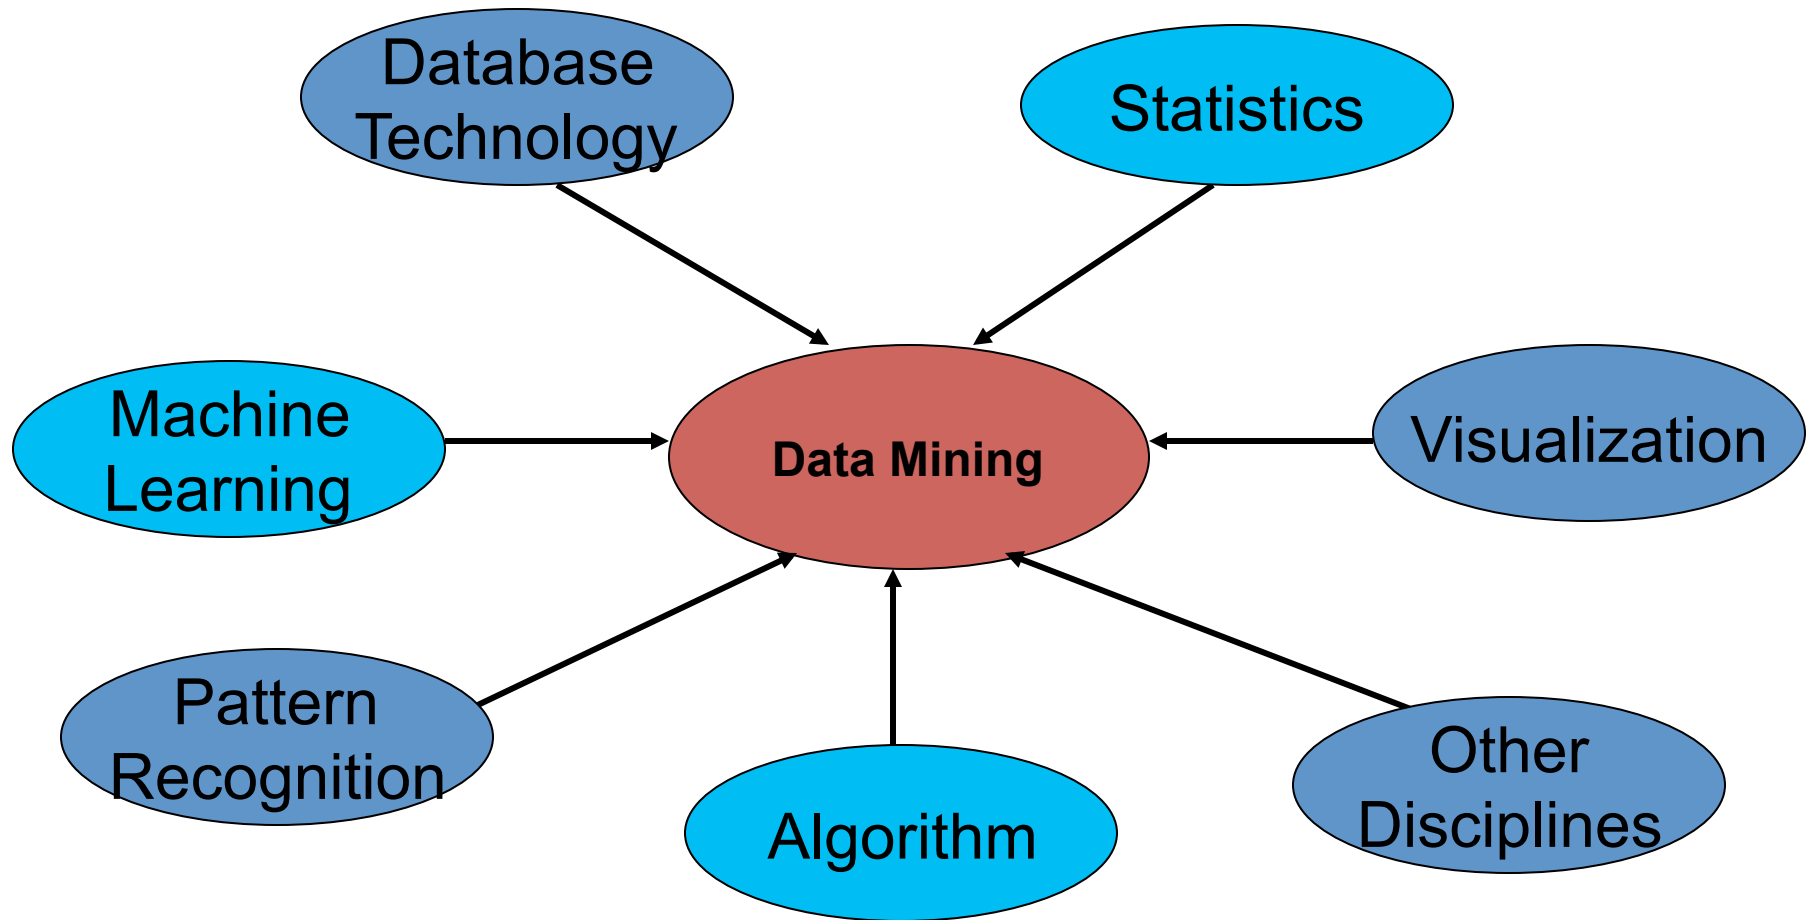 Database
Technology
Statistics
Machine
Learning
Data Mining
Visualization
Pattern
Recognition
Algorithm
Other
Disciplines